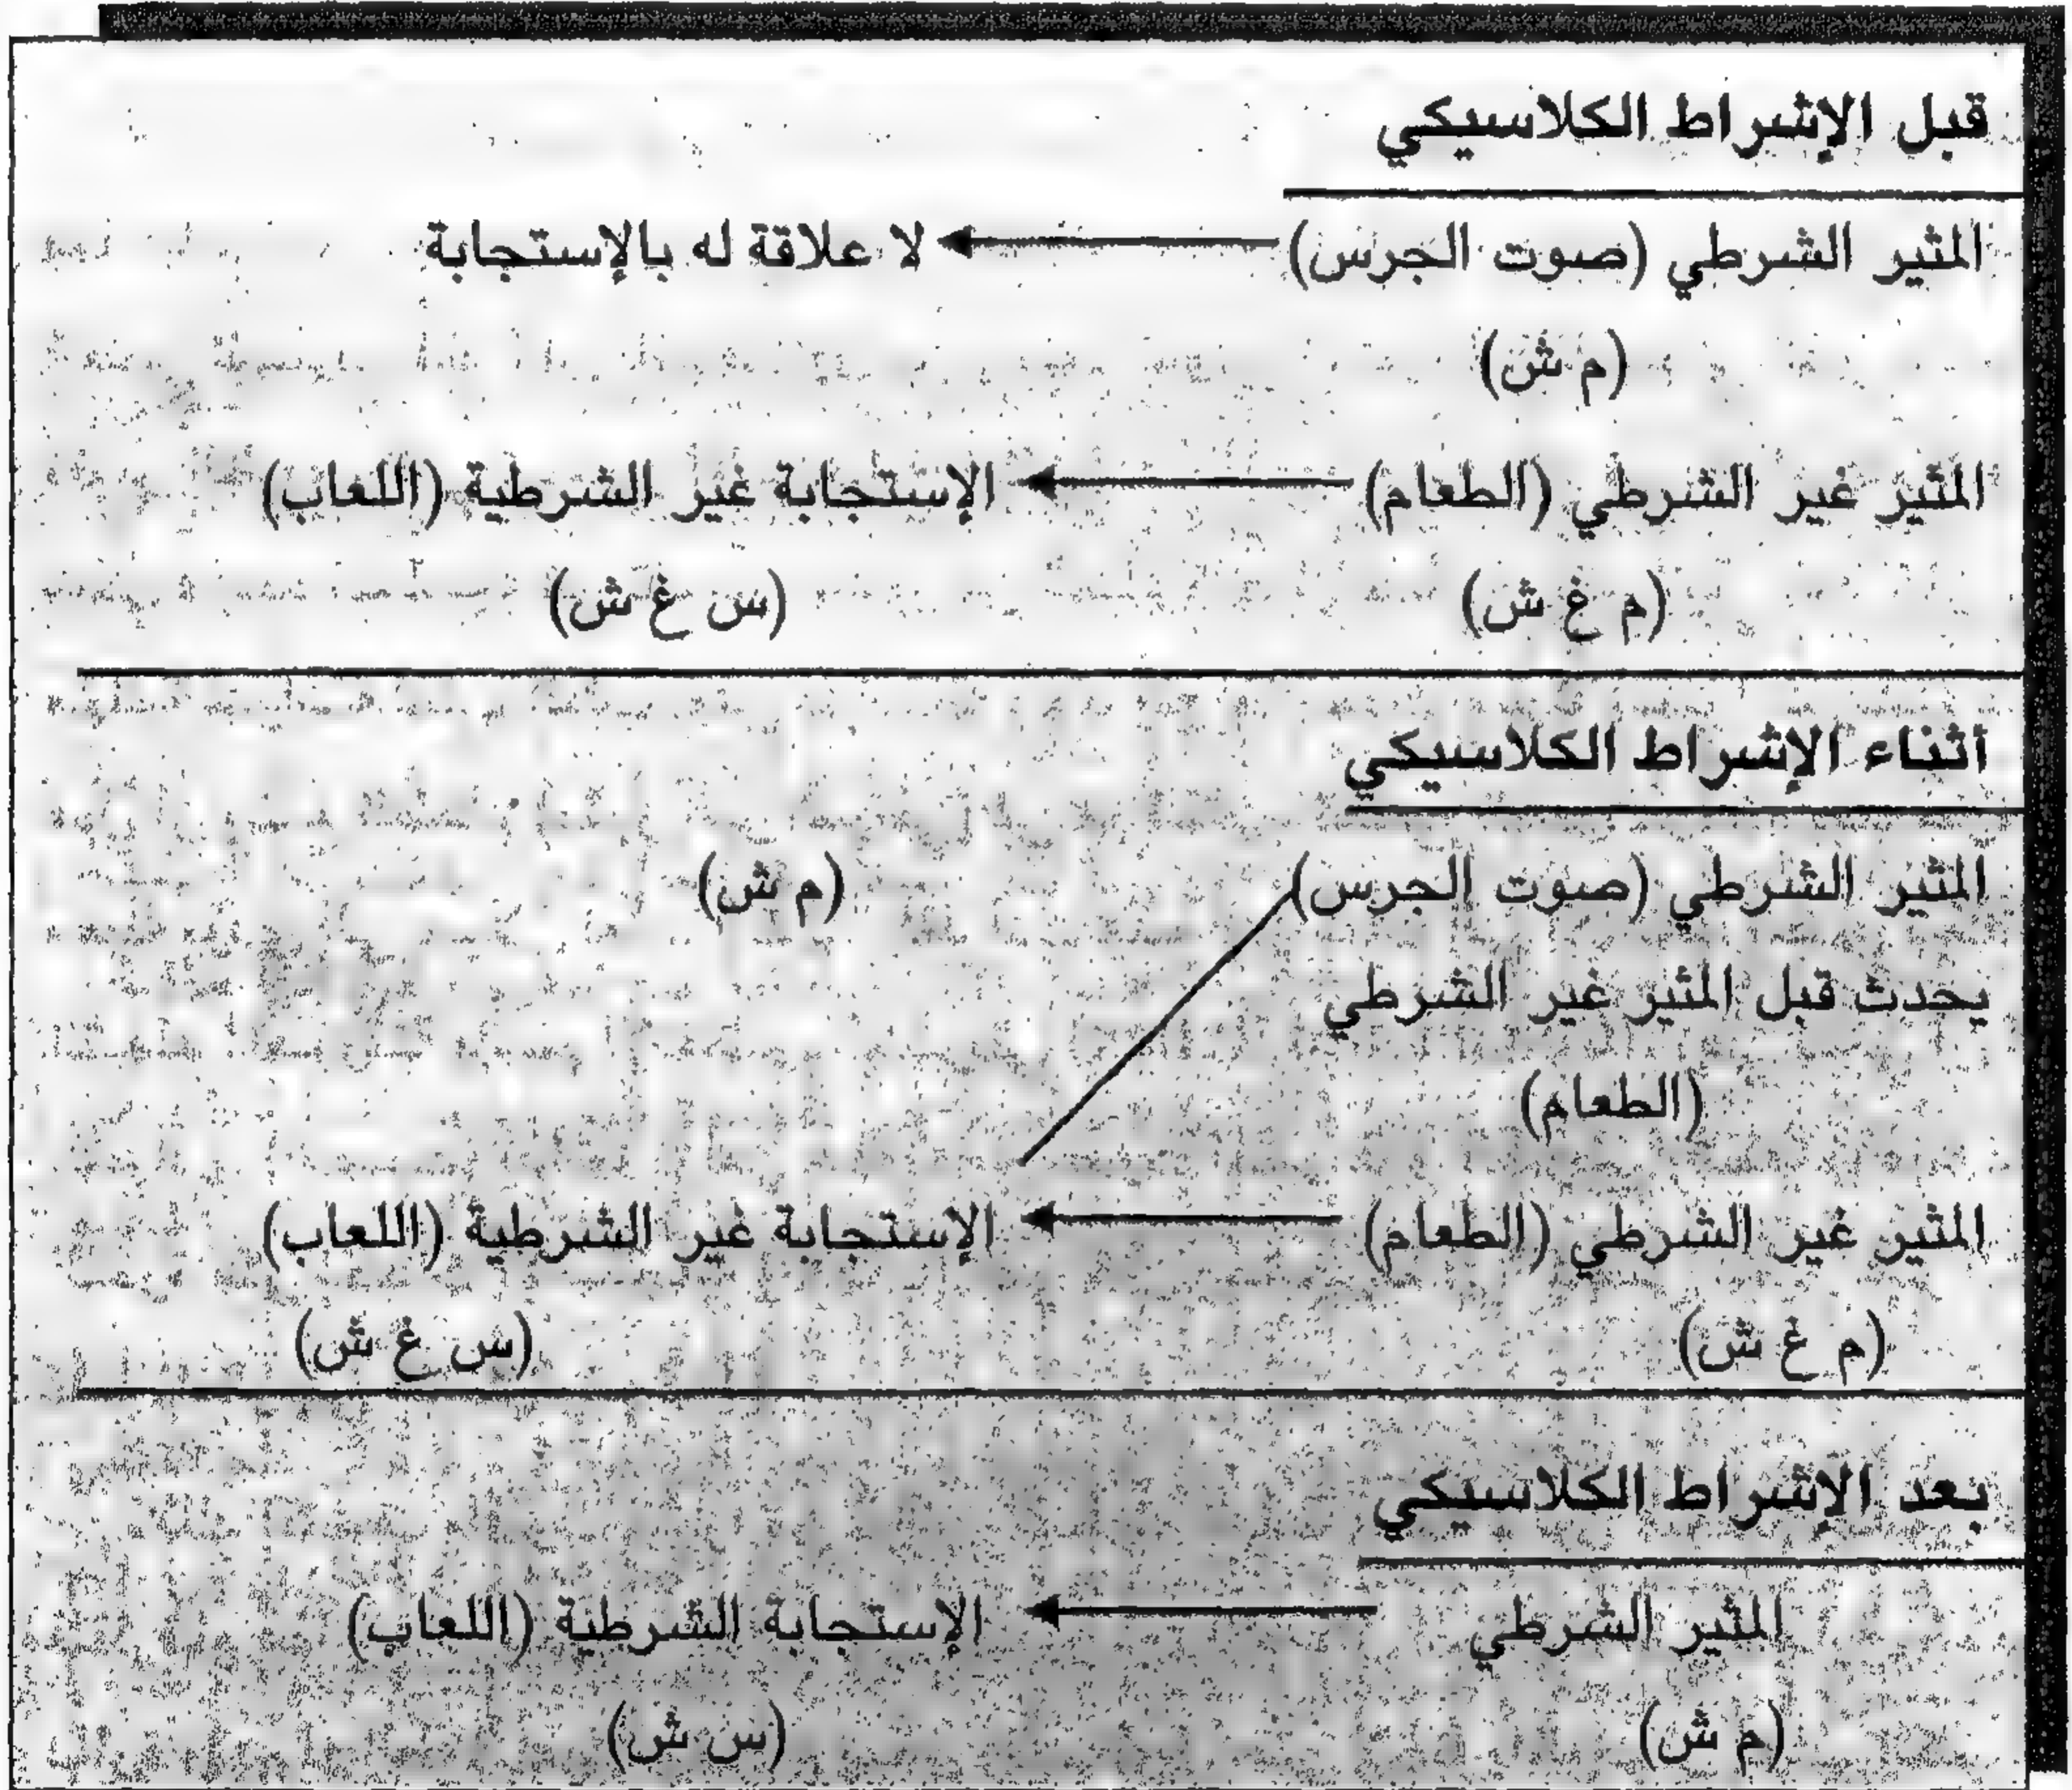 قبل الإشراط الكلاسيكي
المثير الشرطي (صوت الجرس) لا علاقة له بالإستجابة
(م ش)
المثير غير الشرطي (الطعام) الإستجابة غير الشرطية (اللعاب)
(م غ ش) (س غ ش)
أثناء الإشراط الكلاسيكي
المثير الشرطي (صوت الجرس) (م ش)
يحدث قبل المثير غير الشرطي
(الطعام)
المثير غير الشرطي (الطعام) الإستجابة غير الشرطية (اللعاب)
(م غ ش) (س غ ش)
بعد الإشراط الكلاسيكي
المثير الشرطي الإستجابة الشرطية (اللعاب)
(م ش) (س ش)